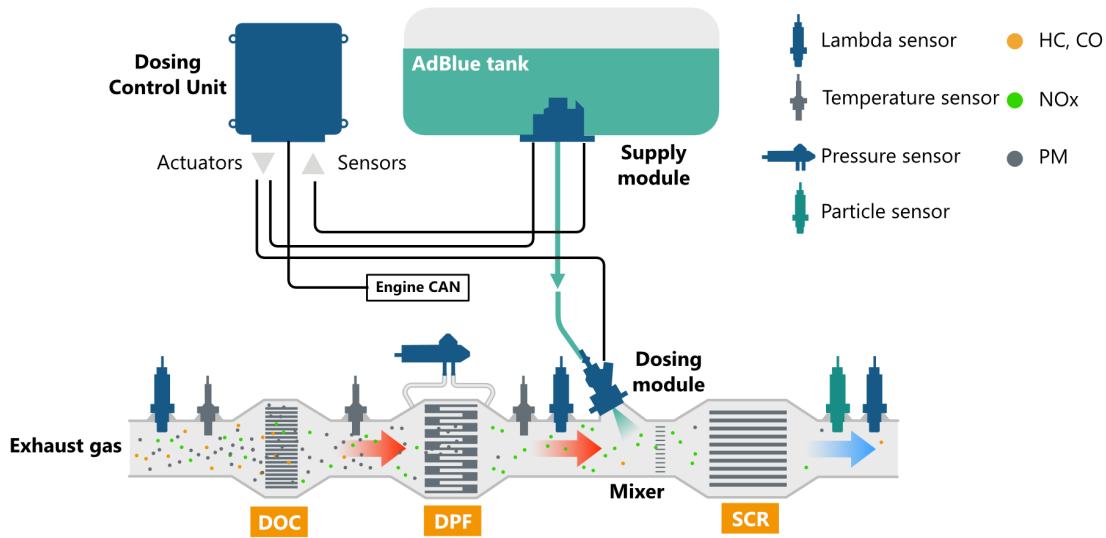 Dosing
Control Unit
AdBlue tank
Lambda sensor
HC, CO
Temperature sensor
NOx
Actuators
Sensors
Supply
module
Pressure sensor
PM
Particle sensor
Engine CAN
Dosing
module
Exhaust gas
Mixer
DOC
DPF
SCR